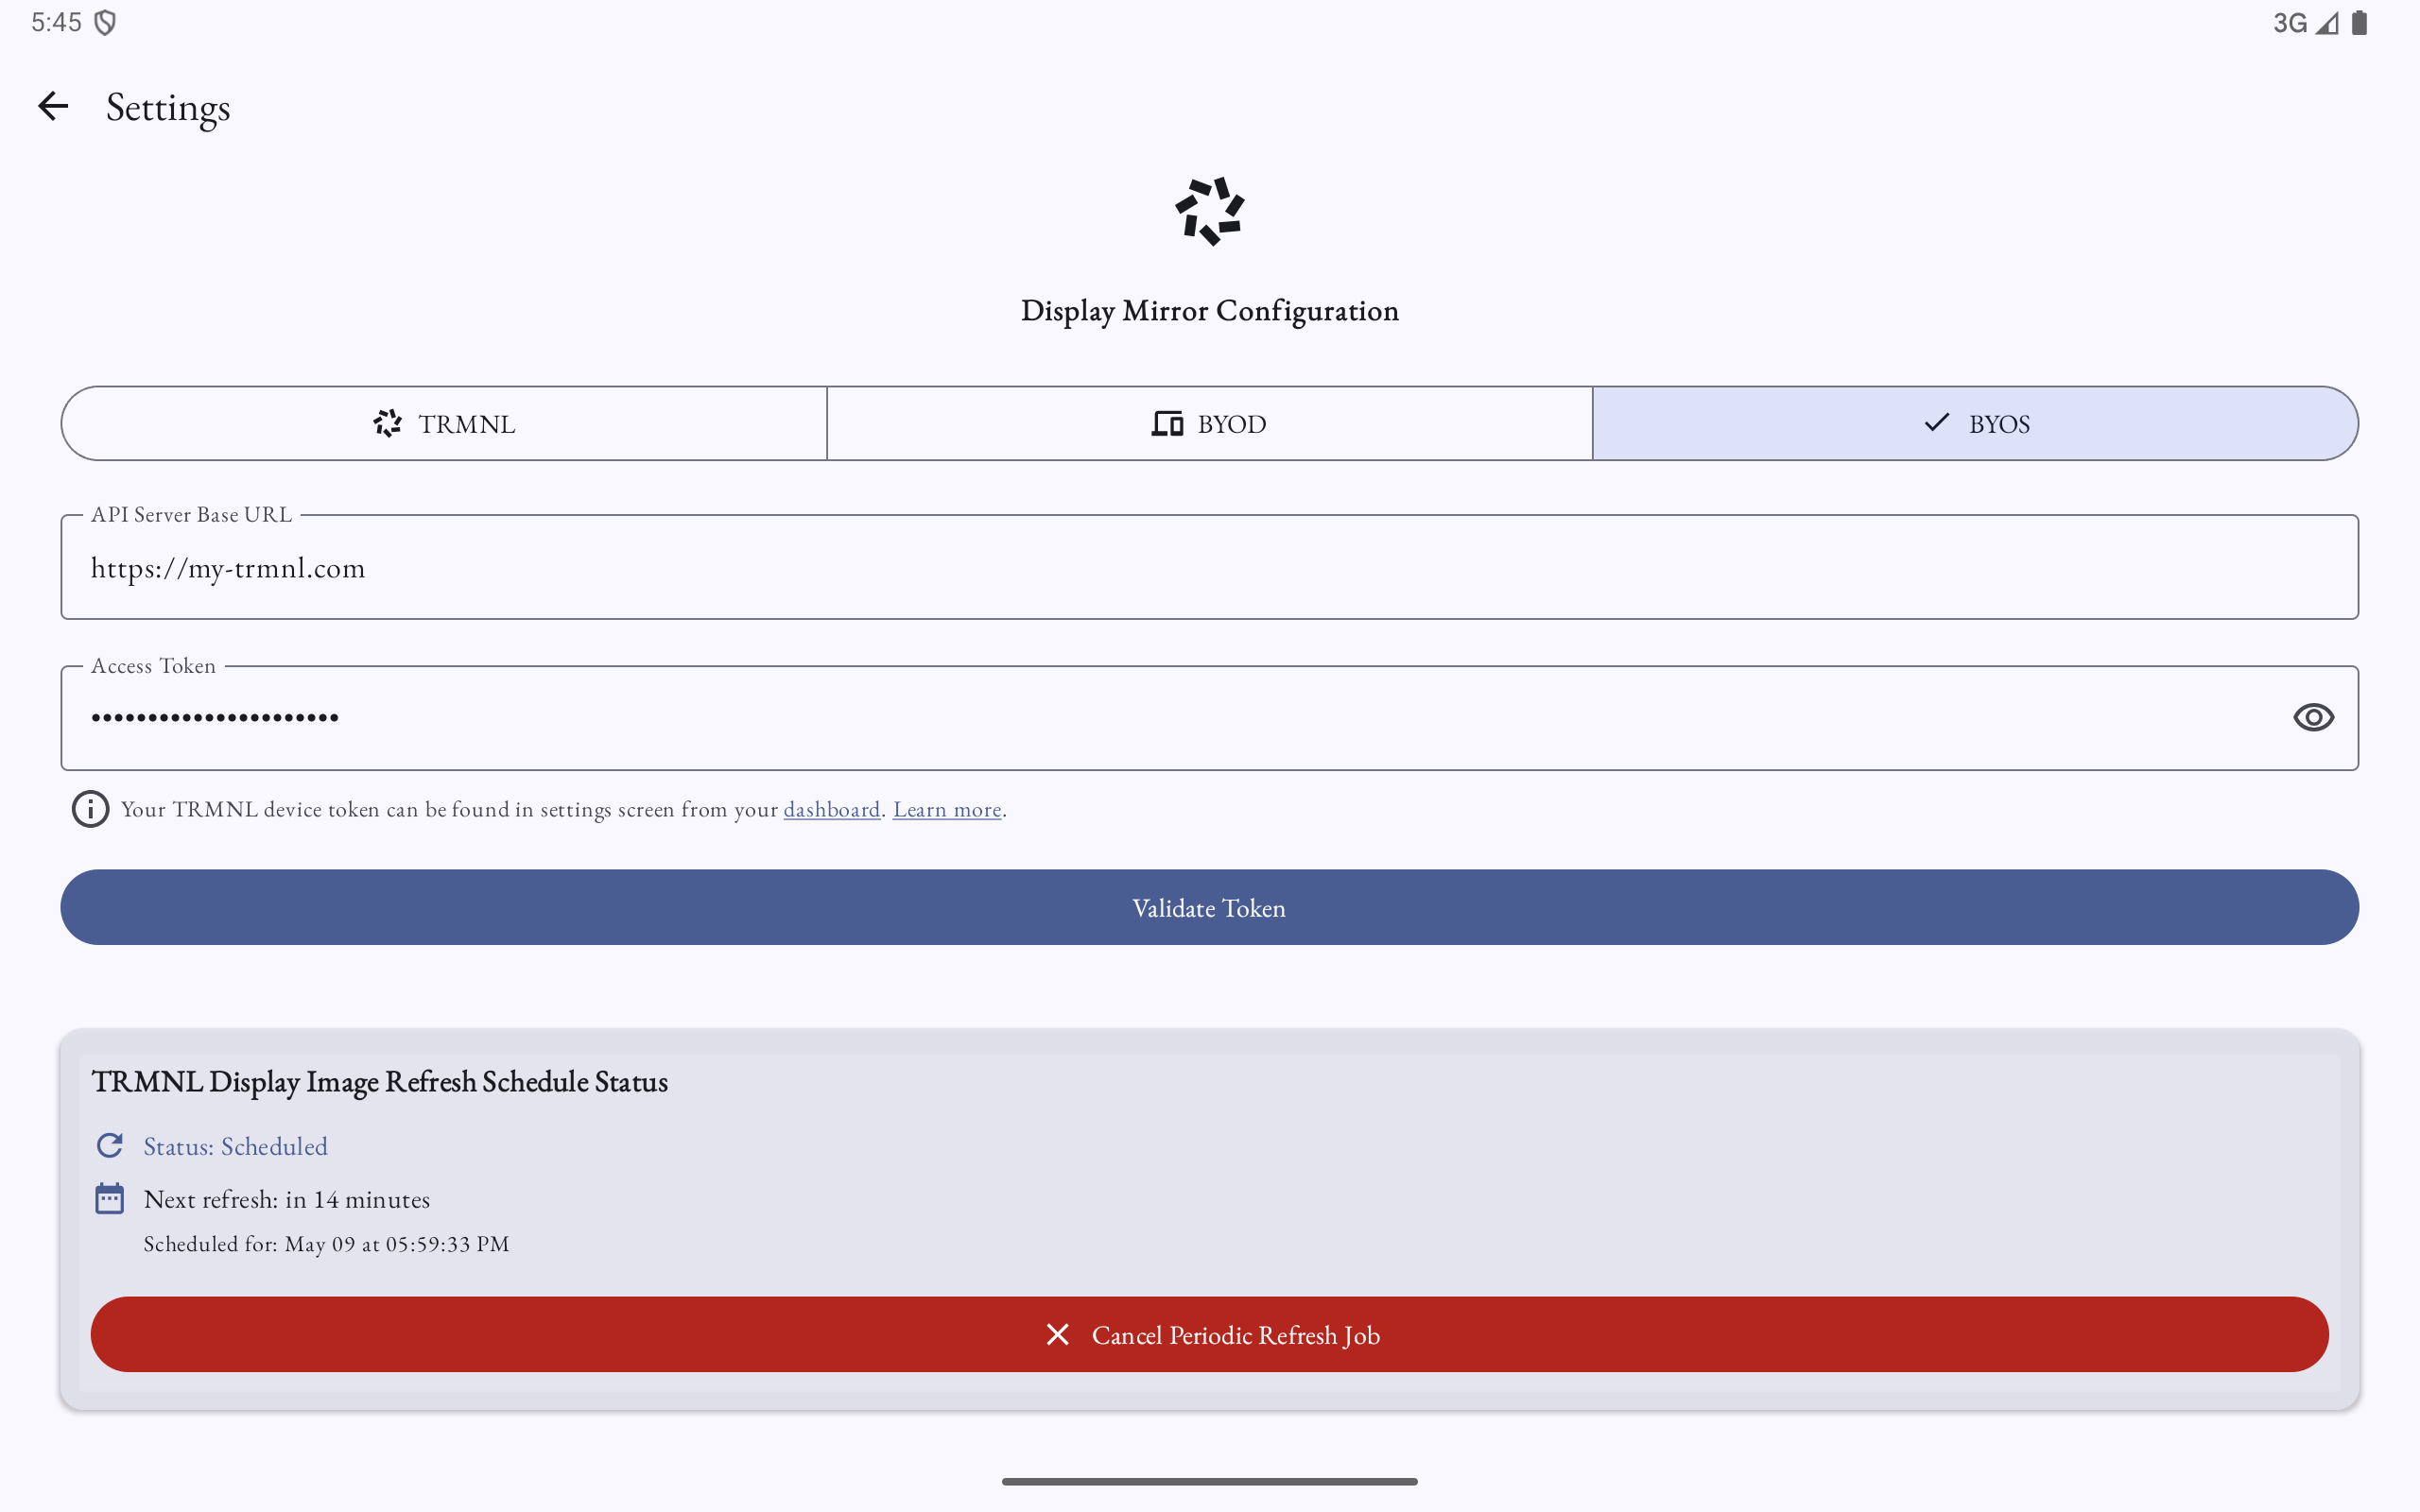 5:45
3G
Settings
Display Mirror Configuration
TRMNL
BYOD
BYOS
API Server Base URL
https://my-trmnl.com
Access Token
••••••••••••••••••••••
Your TRMNL device token can be found in settings screen from your dashboard. Learn more.
Validate Token
TRMNL Display Image Refresh Schedule Status
Status: Scheduled
Next refresh: in 14 minutes
Scheduled for: May 09 at 05:59:33 PM
Cancel Periodic Refresh Job